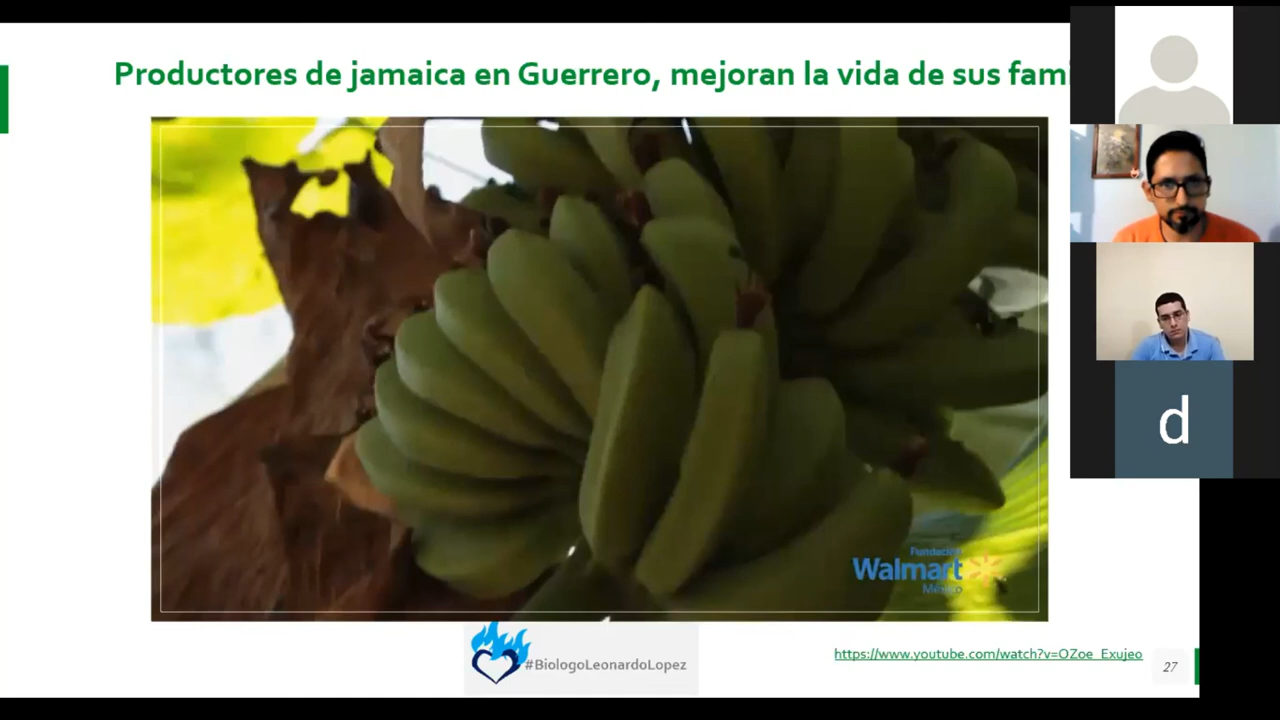 Productores de jamaica en Guerrero, mejoran la vida de sus fami
Fundación
Walmart
México
d
#BiologoLeonardoLopez
https://www.youtube.com/watch?v=OZoe_Exujeo
27